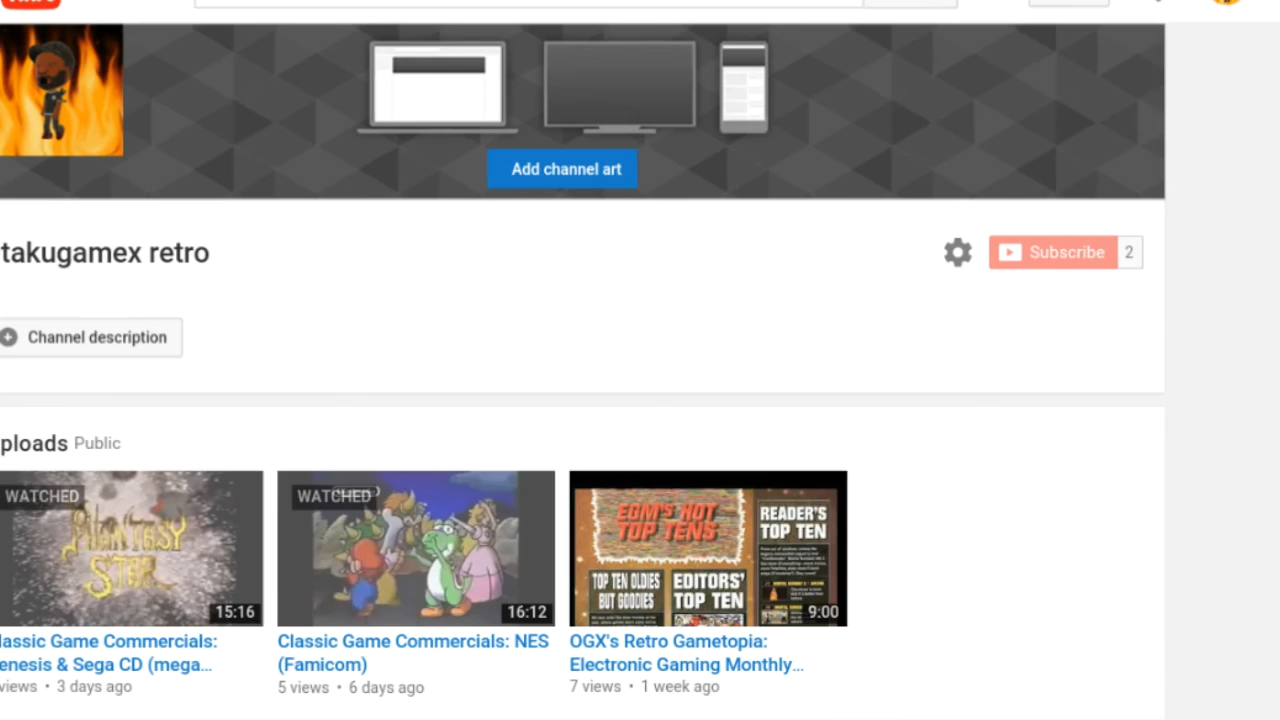 Add channel art
takugamex retro
Subscribe 2
Channel description
ploads Public
WATCHED
15:16
WATCHED
16:12
EGM'S HOT
TOP TENS
READER'S
TOP TEN
TOP TEN OLDIES
BUT GOODIES
EDITORS'
TOP TEN
9:00
lassic Game Commercials:
enesis & Sega CD (mega...
views • 3 days ago
Classic Game Commercials: NES
(Famicom)
5 views • 6 days ago
OGX's Retro Gametopia:
Electronic Gaming Monthly...
7 views • 1 week ago